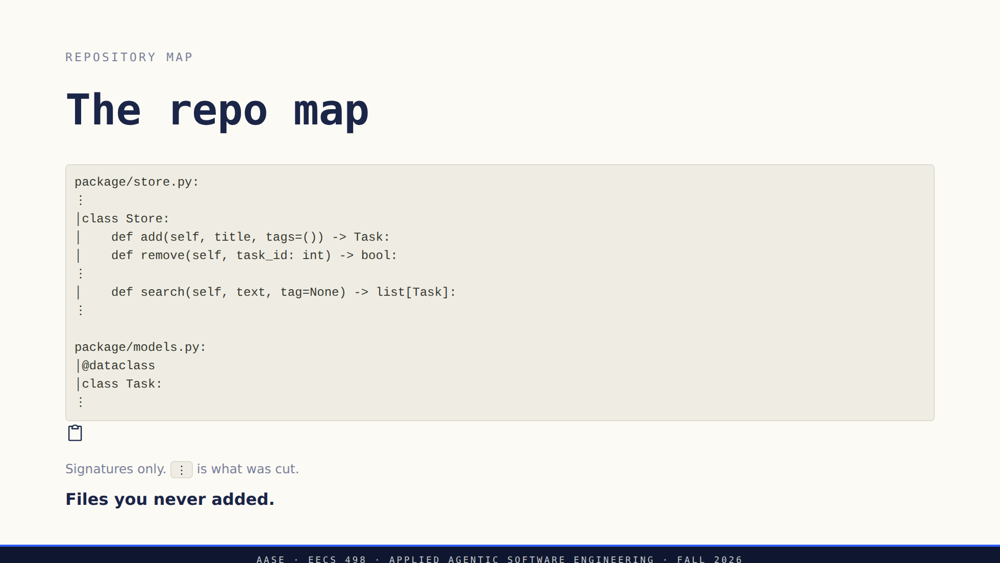 REPOSITORY MAP
The repo map
package/store.py:
⋮
│class Store:
│    def add(self, title, tags=()) -> Task:
│    def remove(self, task_id: int) -> bool:
⋮
│    def search(self, text, tag=None) -> list[Task]:
⋮

package/models.py:
│@dataclass
│class Task:
⋮
Signatures only. ⋮ is what was cut.
Files you never added.
AASE · EECS 498 · APPLIED AGENTIC SOFTWARE ENGINEERING · FALL 2026